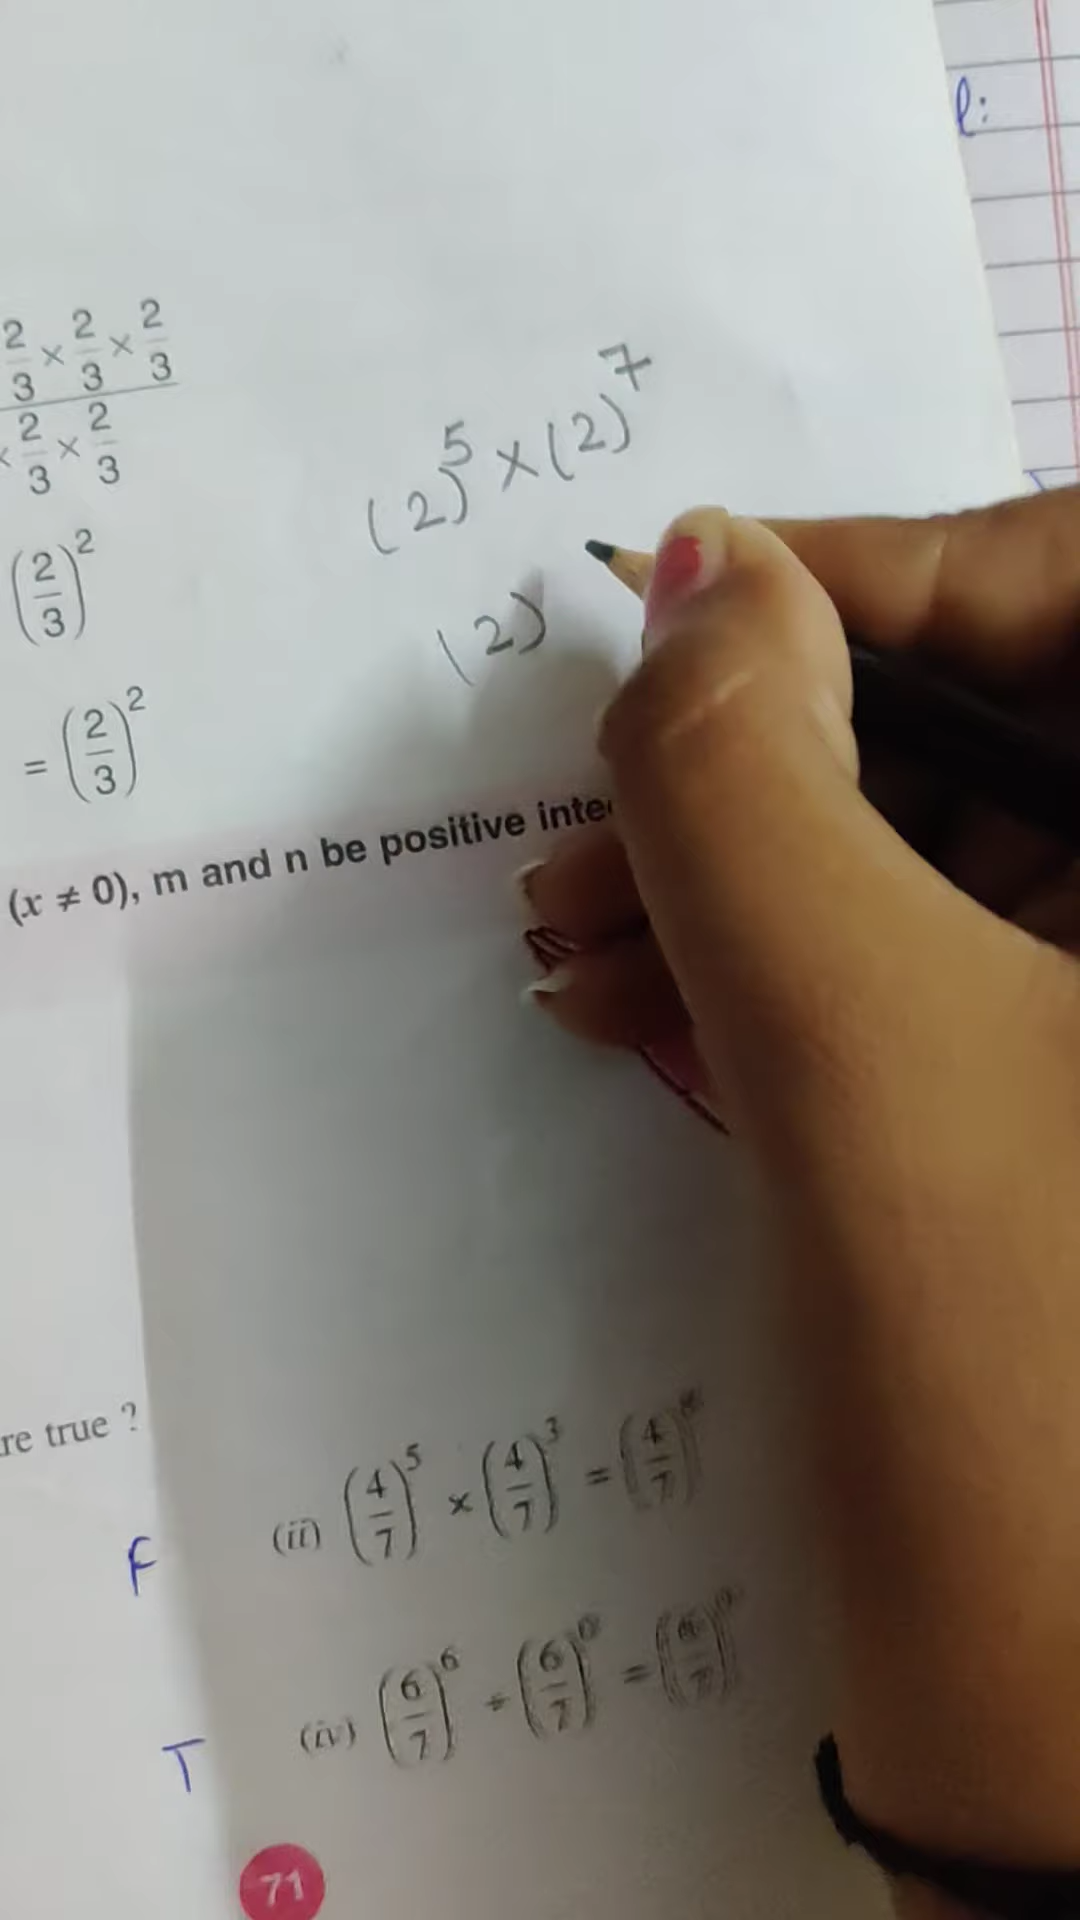 l:
2/3 × 2/3 × 2/3
× 2/3 × 2/3
(2)⁵ × (2)⁷
(2/3)²
(2)
= (2/3)²
(x ≠ 0), m and n be positive
re true ?
(ii) (4/7)⁵ × (4/7)³ = (4/7)
F
(iv) (6/7)⁶ ÷ (6/7) =
T
71